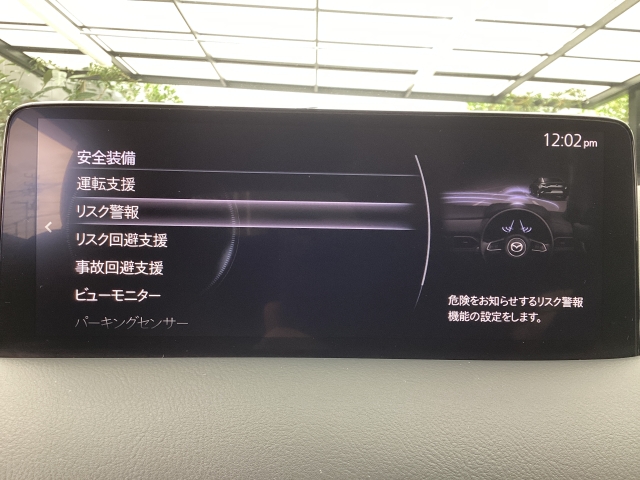 12:02pm
安全装備
運転支援
リスク警報
リスク回避支援
事故回避支援
ビューモニター
パーキングセンサー
危険をお知らせするリスク警報
機能の設定をします。